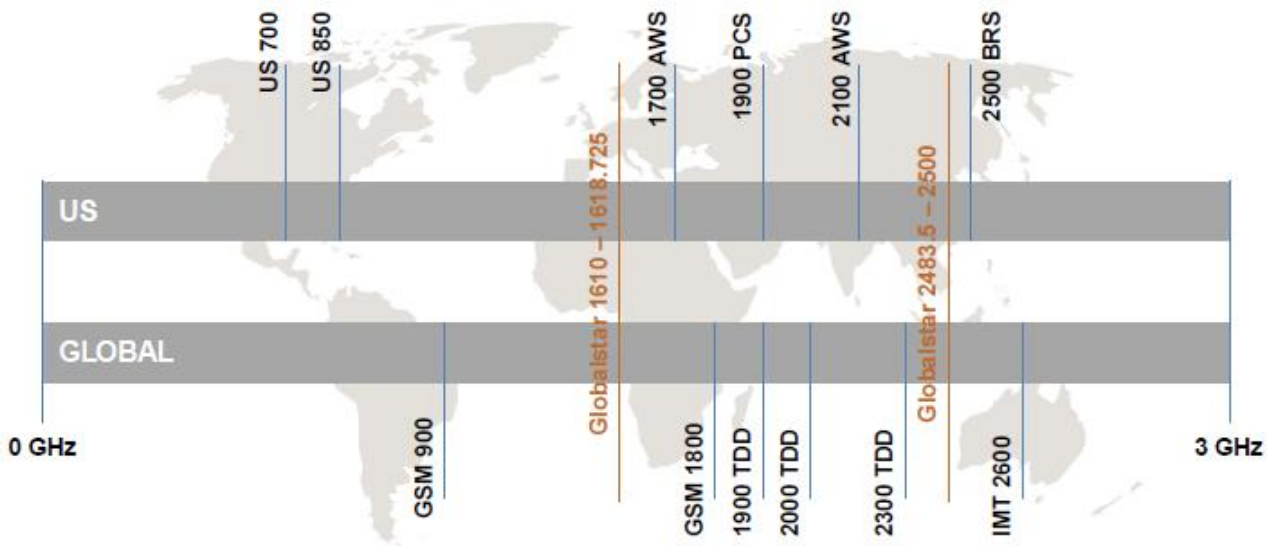 US 700
US 850
1700 AWS
1900 PCS
2100 AWS
2500 BRS
Globalstar 1610 – 1618.725
Globalstar 2483.5 – 2500
US
GLOBAL
0 GHz
3 GHz
GSM 900
GSM 1800
1900 TDD
2000 TDD
2300 TDD
IMT 2600